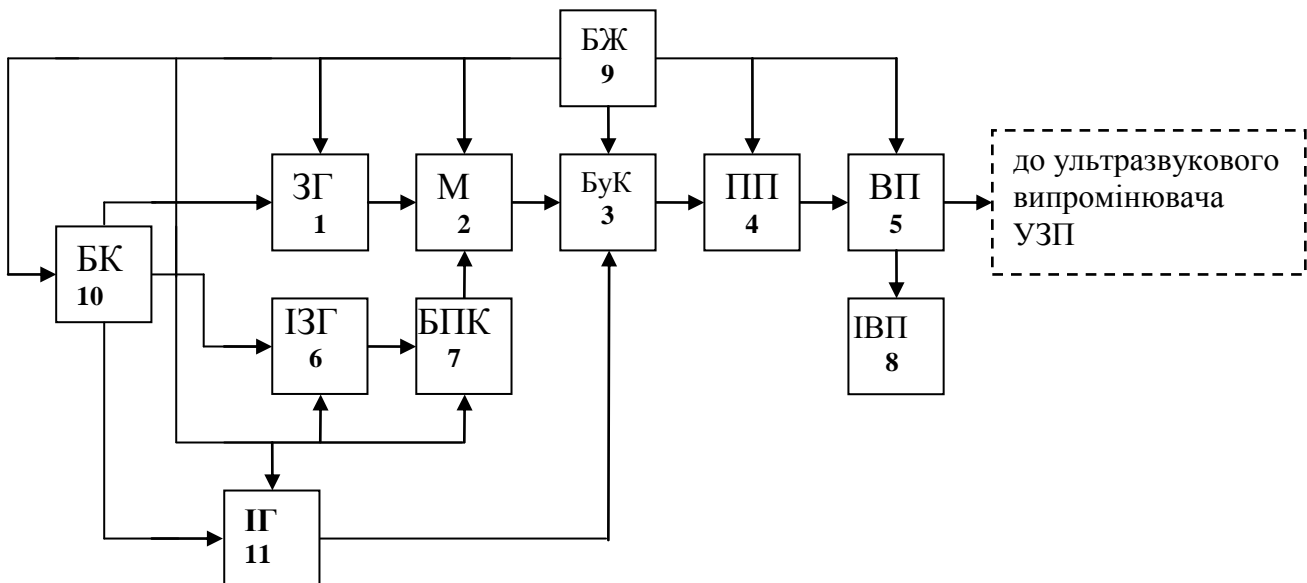 БЖ
9
ЗГ
1
М
2
БуК
3
ПП
4
ВП
5
до ультразвукового
випромінювача
УЗП
БК
10
ІЗГ
6
БПК
7
ІВП
8
ІГ
11